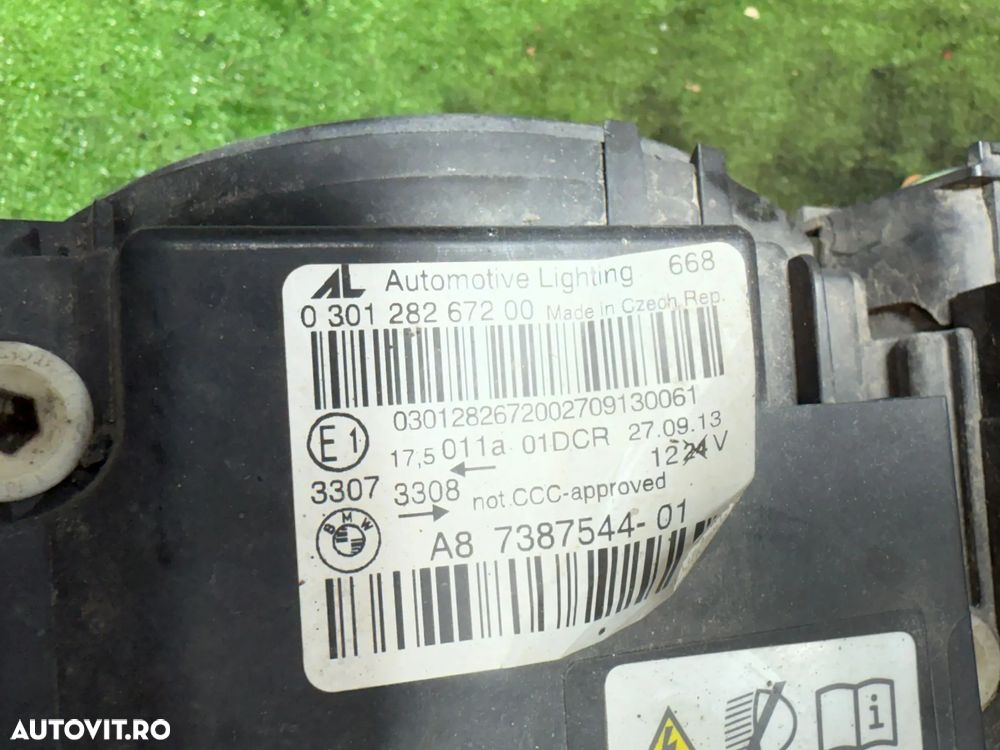 AL Automotive Lighting 668
0 301 282 672 00 Made in Czech Rep.
0301282672002709130061
E1 17,5 011a 01DCR 27.09.13
12 24 V
3307 3308 not CCC-approved
BMW A8 7387544-01
i
AUTOVIT.RO